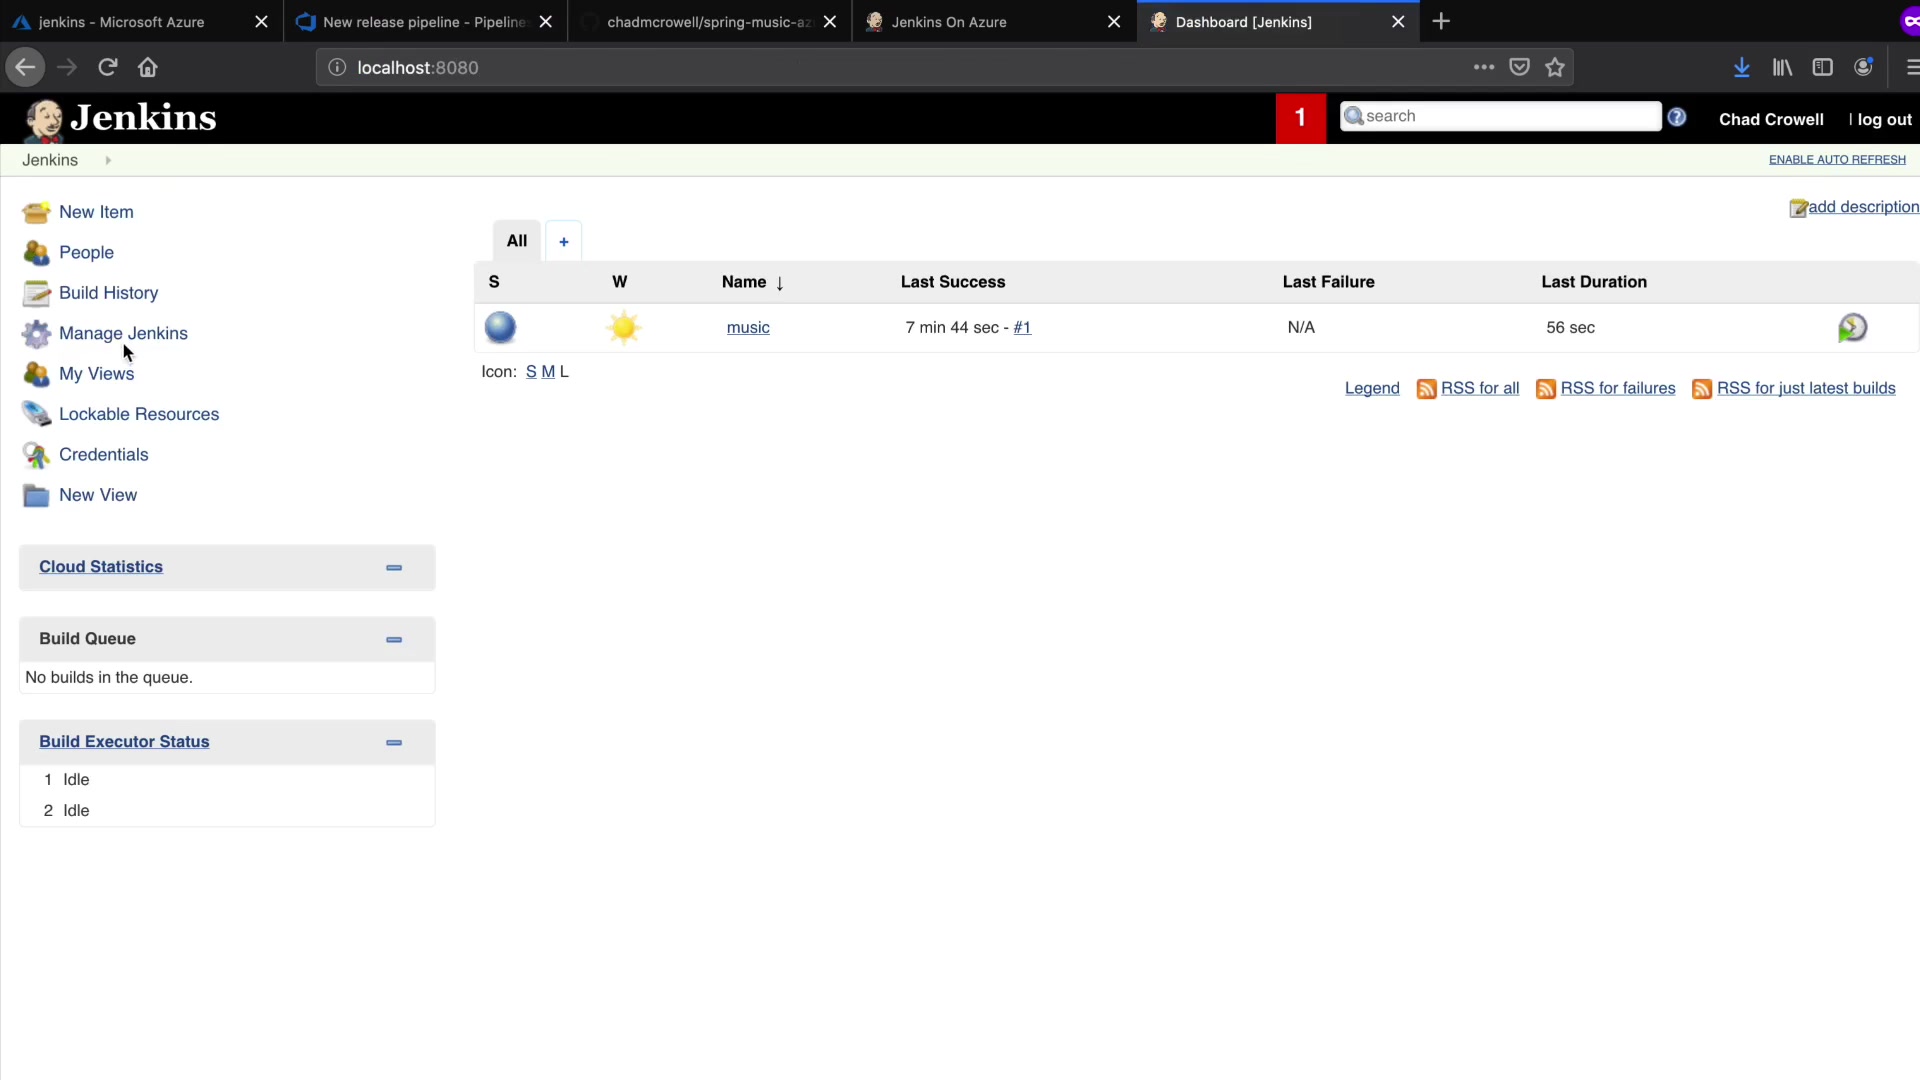 jenkins - Microsoft Azure
New release pipeline - Pipeline
chadmcrowell/spring-music-az
Jenkins On Azure
Dashboard [Jenkins]
localhost:8080
Jenkins
1
search
Chad Crowell
| log out
Jenkins
ENABLE AUTO REFRESH
New Item
People
Build History
Manage Jenkins
My Views
Lockable Resources
Credentials
New View
add description
All
+
S W Name ↓ Last Success Last Failure Last Duration
music 7 min 44 sec - #1 N/A 56 sec
Icon: S M L
Legend RSS for all RSS for failures RSS for just latest builds
Cloud Statistics
Build Queue
No builds in the queue.
Build Executor Status
1 Idle
2 Idle